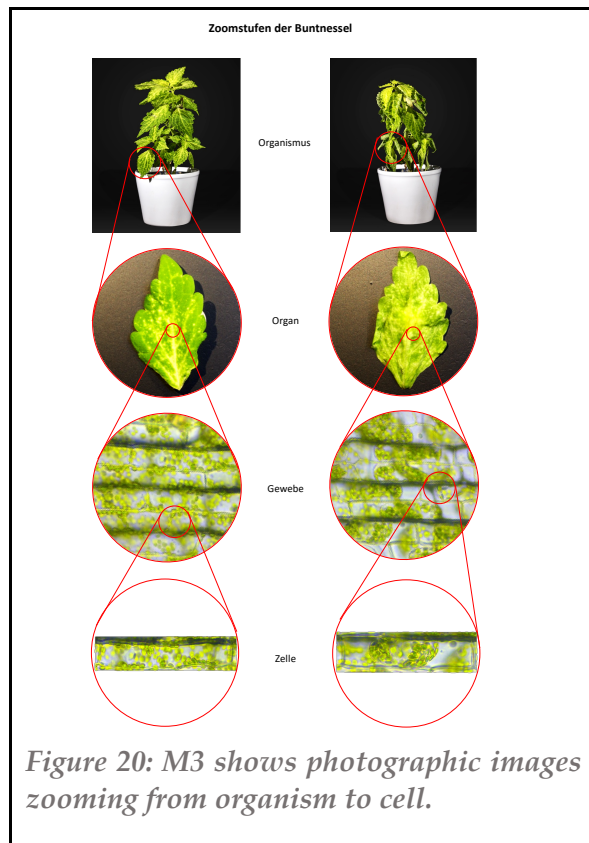 Zoomstufen der Buntnessel
Organismus
Organ
Gewebe
Zelle
Figure 20: M3 shows photographic images
zooming from organism to cell.